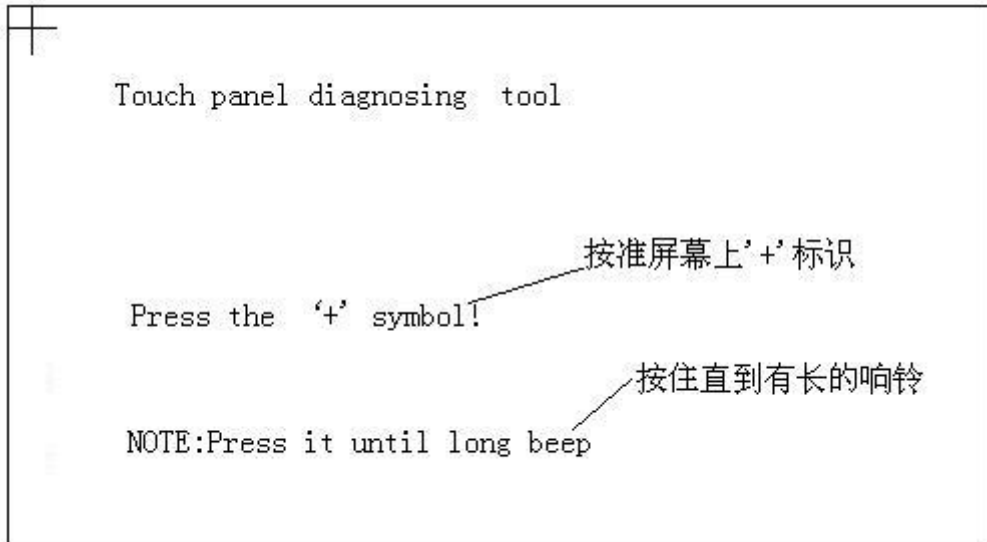 Touch panel diagnosing tool
按准屏幕上'+'标识
Press the ‘+’ symbol!
按住直到有长的响铃
NOTE:Press it until long beep